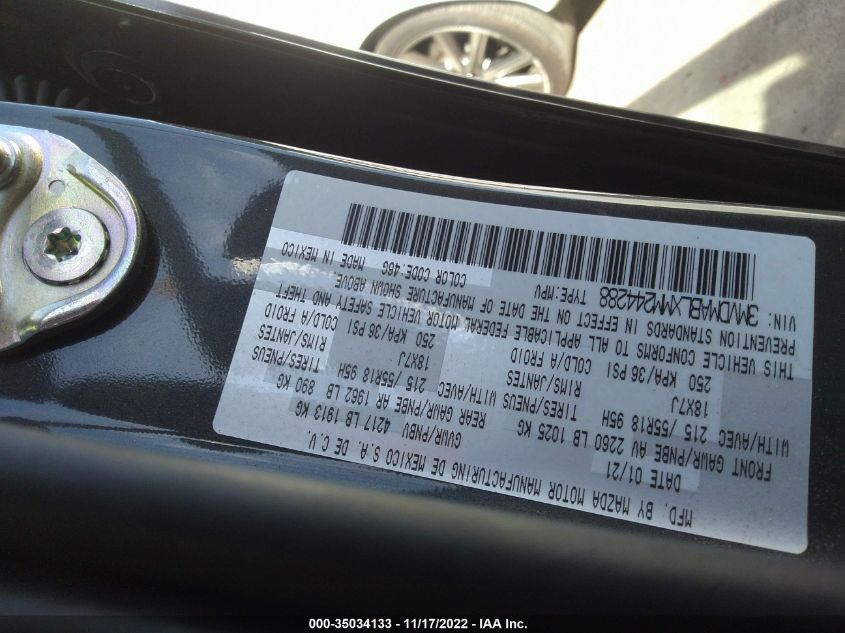 MFD. BY MAZDA MOTOR MANUFACTURING DE MEXICO S.A. DE C.V.
DATE 01/21 GVWR/PNBV 4217 LB 1913 KG
FRONT GAWR/PNBE AV 2260 LB 1025 KG REAR GAWR/PNBE AR 1962 LB 890 KG
WITH/AVEC 215 /55R18 95H TIRES/PNEUS WITH/AVEC 215 /55R18 95H TIRES/PNEUS
18X7J RIMS/JANTES 18X7J RIMS/JANTES
250 KPA/36 PSI COLD/A FROID 250 KPA/36 PSI COLD/A FROID
THIS VEHICLE CONFORMS TO ALL APPLICABLE FEDERAL MOTOR VEHICLE SAFETY AND THEFT
PREVENTION STANDARDS IN EFFECT ON THE DATE OF MANUFACTURE SHOWN ABOVE
VIN: 3MVDMABLXMM244288 TYPE:MPV COLOR CODE:46G MADE IN MEXICO
000-35034133 - 11/17/2022 - IAA Inc.